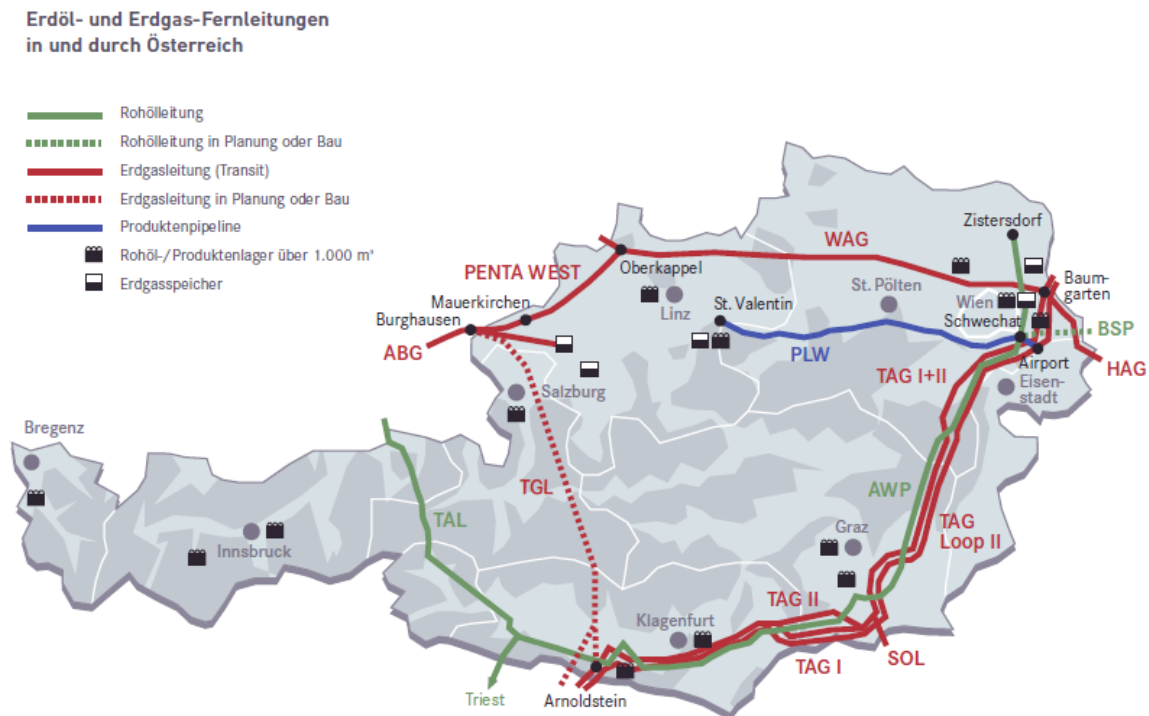 Erdöl- und Erdgas-Fernleitungen
in und durch Österreich
Rohölleitung
Rohölleitung in Planung oder Bau
Erdgasleitung (Transit)
Erdgasleitung in Planung oder Bau
Produktenpipeline
Rohöl-/Produktenlager über 1.000 m³
Erdgasspeicher
Zistersdorf
WAG
Oberkappel
PENTA WEST
Baum-
garten
Mauerkirchen
Linz
St. Valentin
St. Pölten
Wien
Burghausen
Schwechat
BSP
ABG
PLW
Airport
HAG
TAG I+II
Eisen-
stadt
Salzburg
Bregenz
TGL
AWP
TAL
TAG
Loop II
Graz
Innsbruck
TAG II
Klagenfurt
SOL
TAG I
Triest
Arnoldstein